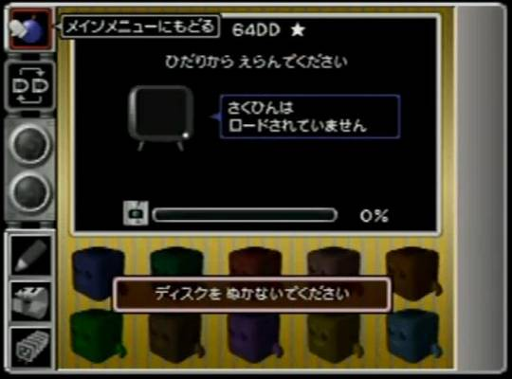 メインメニューにもどる
64DD ★
ひだりから えらんでください
さくひんは
ロードされていません
0%
ディスクを ぬかないでください
DD